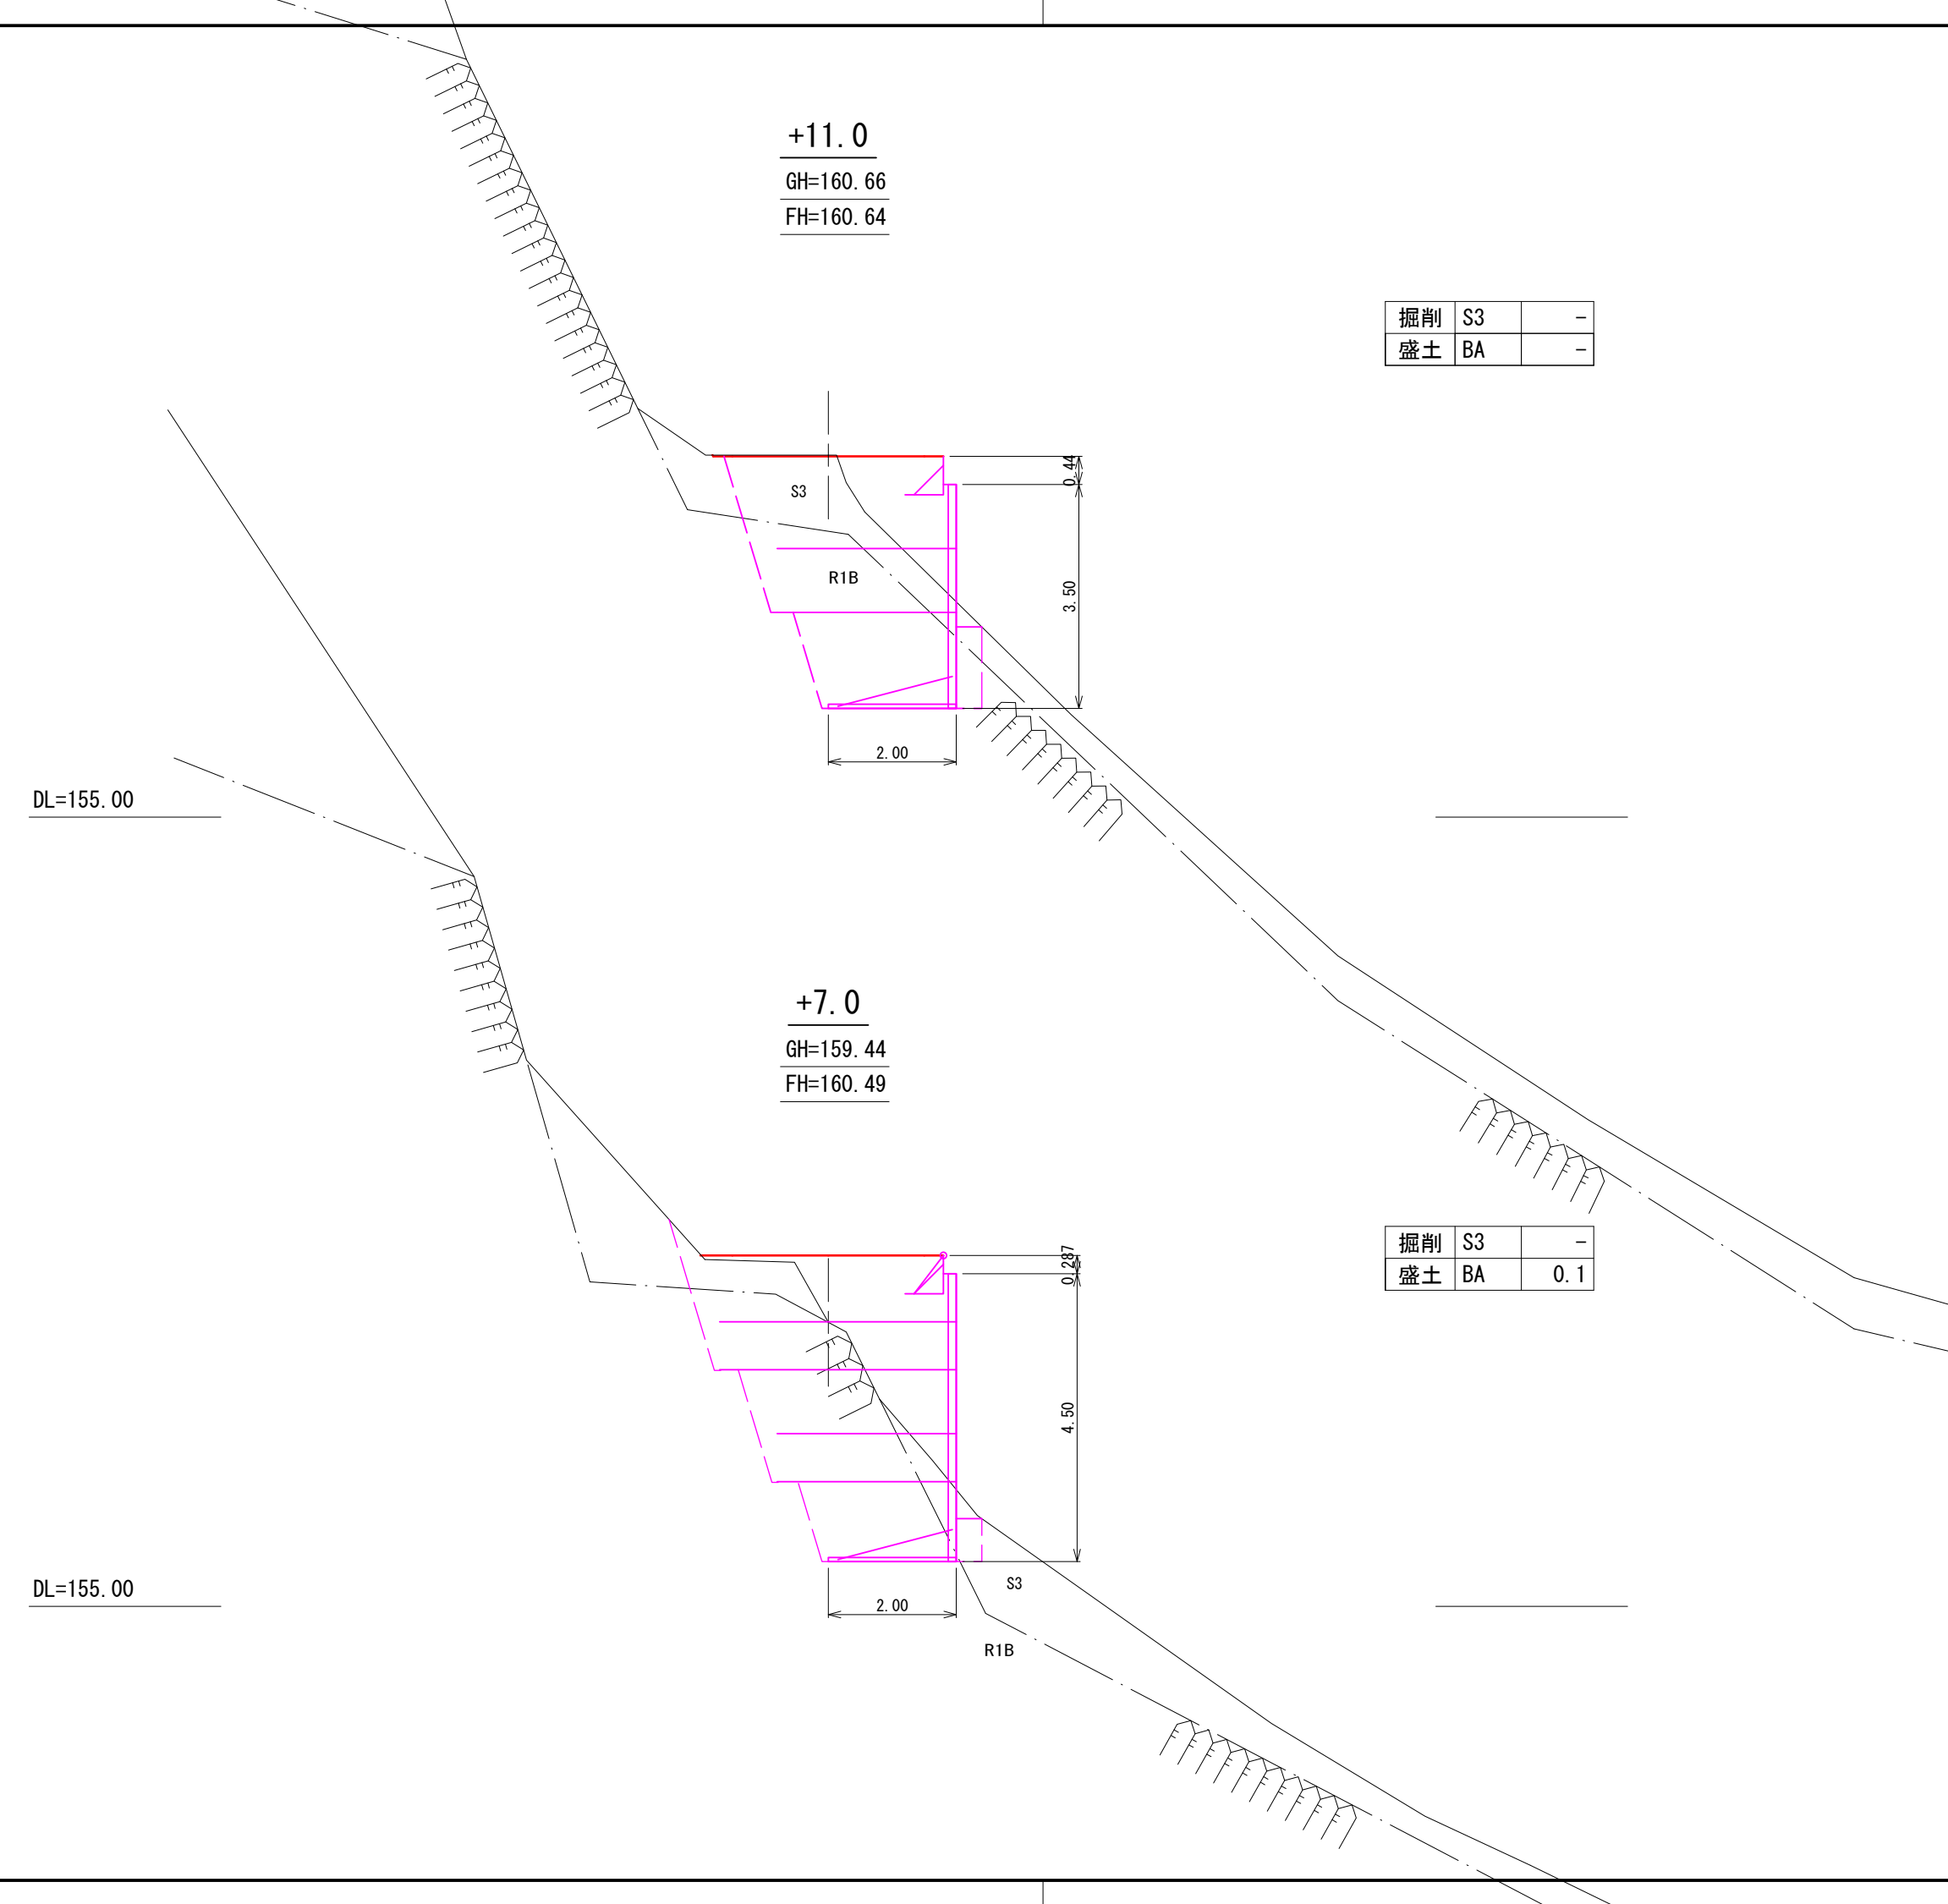 +11.0
GH=160.66
FH=160.64
掘削 S3 -
盛土 BA -
0.44
S3
R1B
3.50
2.00
DL=155.00
+7.0
GH=159.44
FH=160.49
掘削 S3 -
盛土 BA 0.1
0.287
4.50
S3
2.00
DL=155.00
R1B